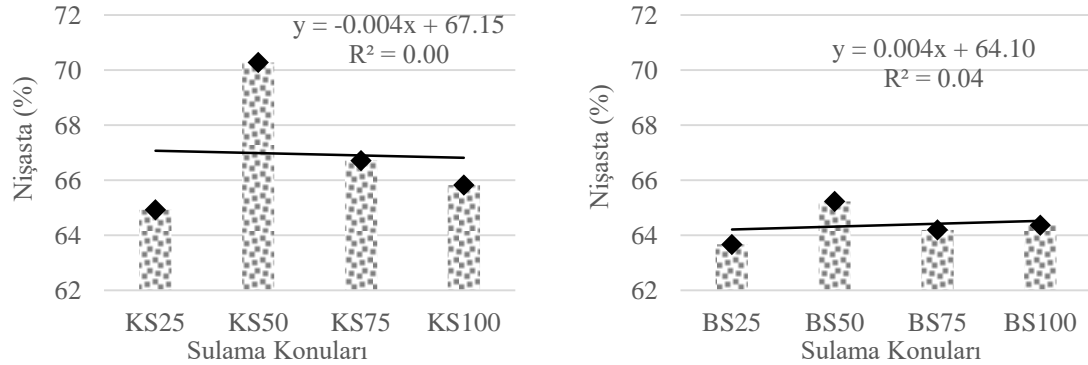 72
70
68
66
64
62
Nişasta (%)
y = -0.004x + 67.15
R² = 0.00
KS25 KS50 KS75 KS100
Sulama Konuları
72
70
68
66
64
62
Nişasta (%)
y = 0.004x + 64.10
R² = 0.04
BS25 BS50 BS75 BS100
Sulama Konuları